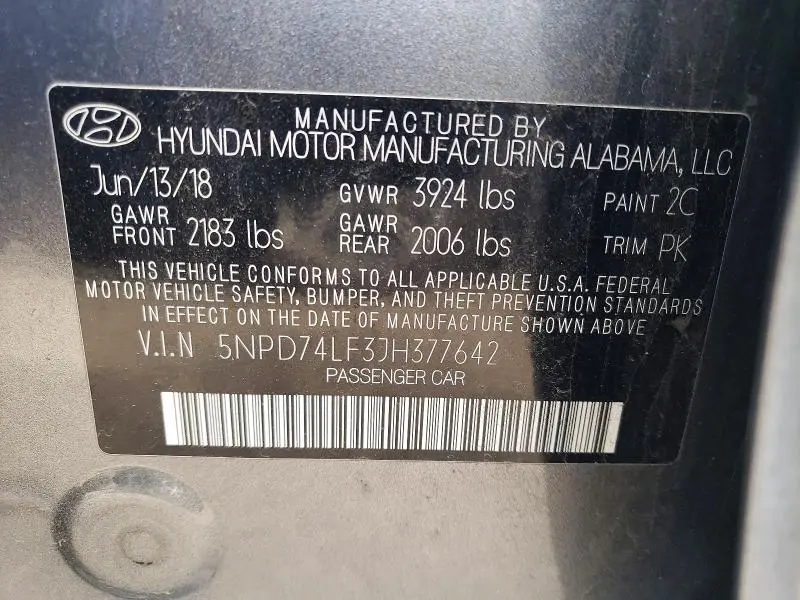 MANUFACTURED BY
HYUNDAI MOTOR MANUFACTURING ALABAMA, LLC
Jun/13/18 GVWR 3924 lbs PAINT 2C
GAWR FRONT 2183 lbs GAWR REAR 2006 lbs TRIM PK
THIS VEHICLE CONFORMS TO ALL APPLICABLE U.S.A. FEDERAL
MOTOR VEHICLE SAFETY, BUMPER, AND THEFT PREVENTION STANDARDS
IN EFFECT ON THE DATE OF MANUFACTURE SHOWN ABOVE
V.I.N 5NPD74LF3JH377642
PASSENGER CAR